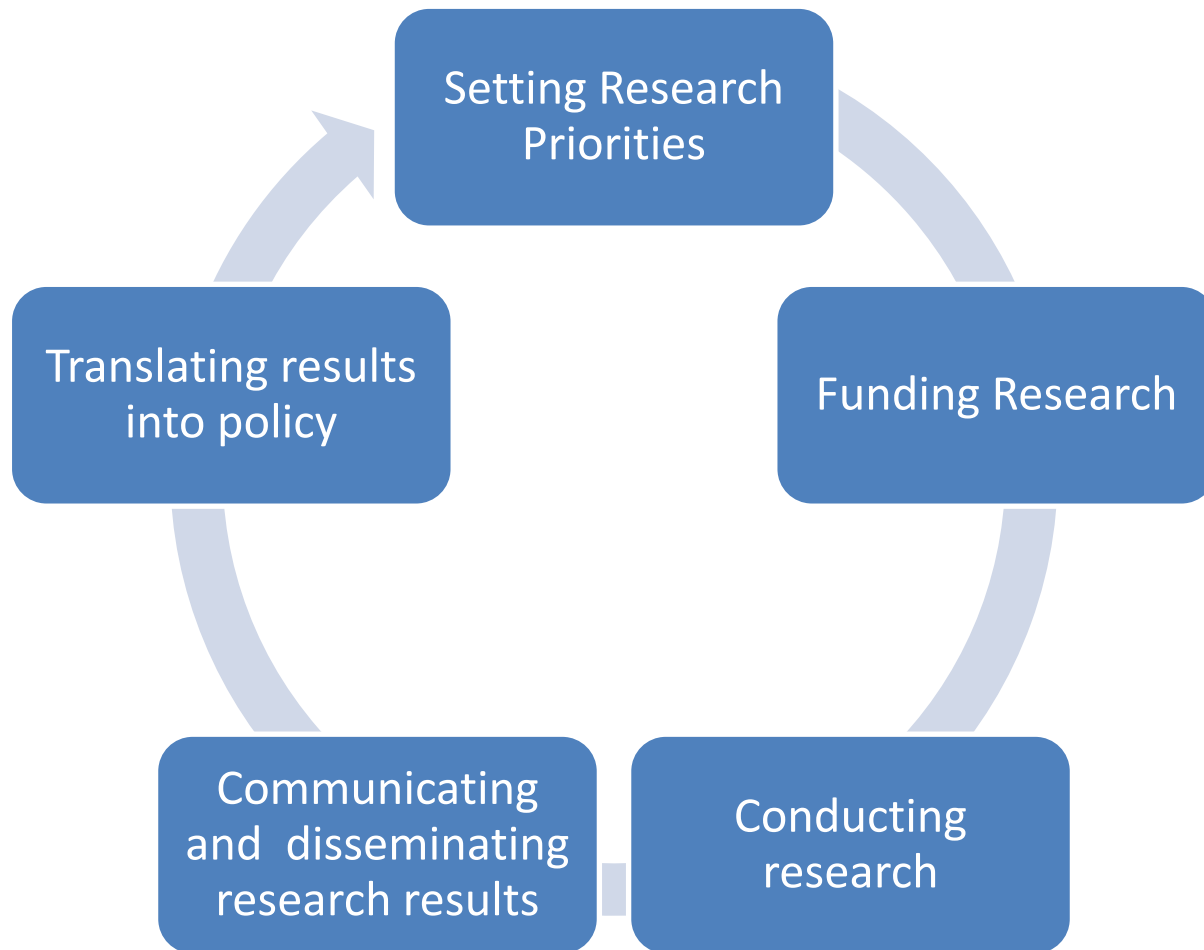 Setting Research
Priorities
Funding Research
Conducting
research
Communicating
and  disseminating
research results
Translating results
into policy